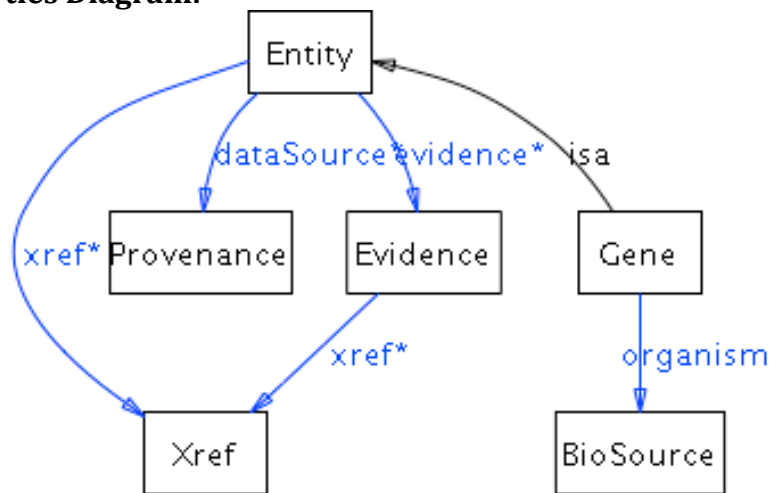 ties Diagram:
Entity
dataSource* evidence* isa
xref* Provenance Evidence Gene
xref* organism
Xref BioSource